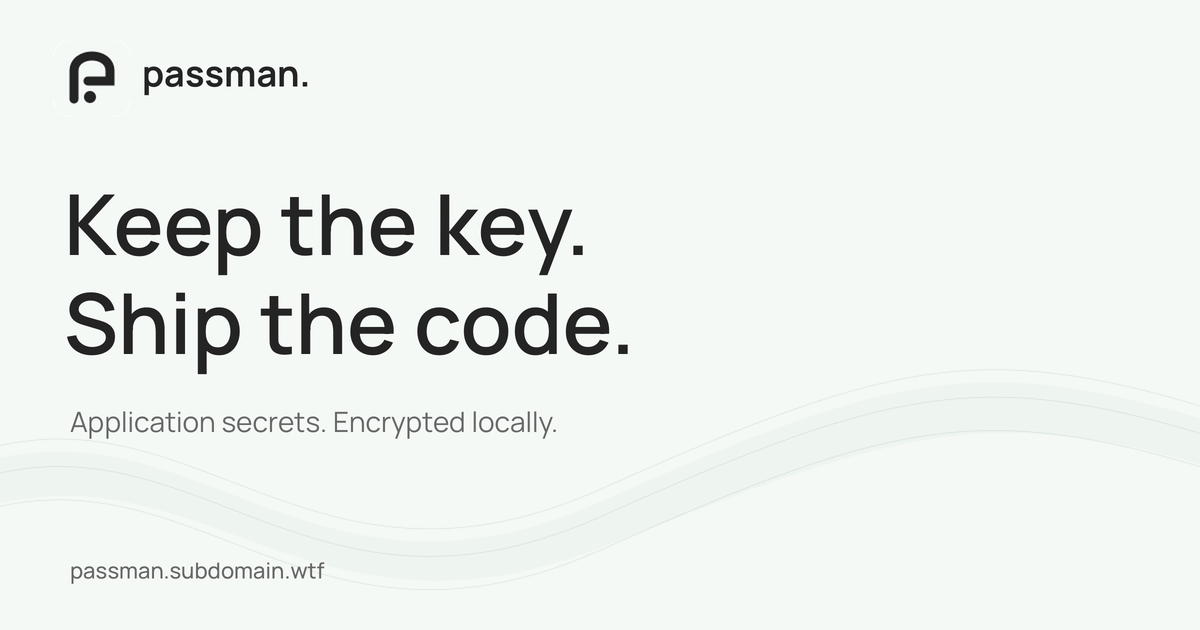 passman.
Keep the key.
Ship the code.
Application secrets. Encrypted locally.
passman.subdomain.wtf